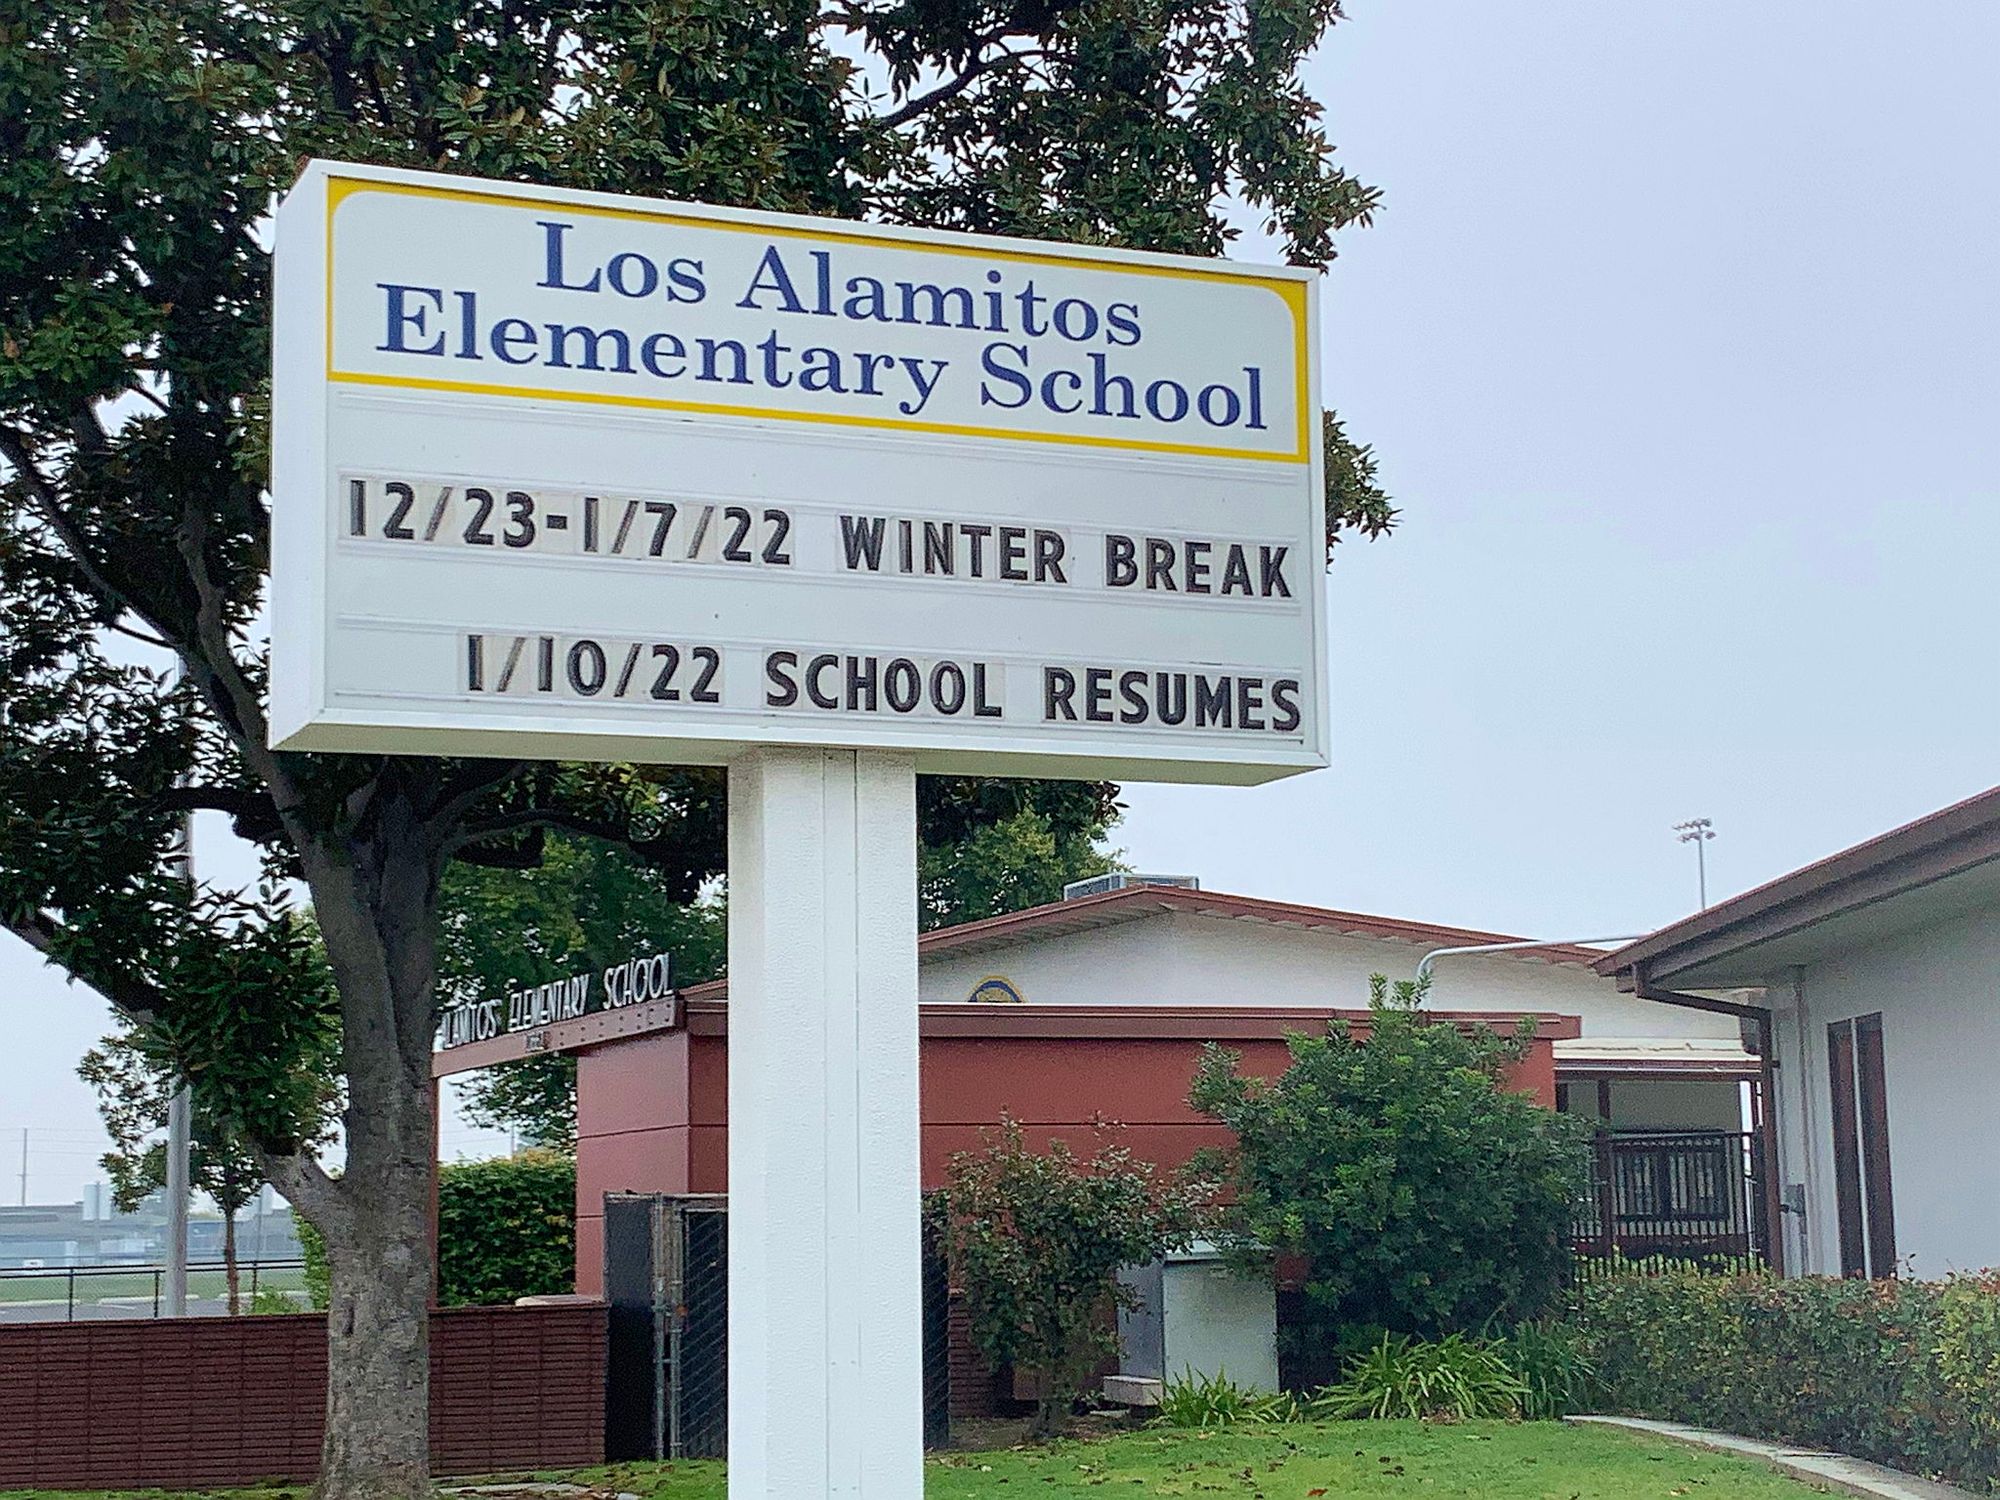 Los Alamitos
Elementary School
12/23-1/7/22 WINTER BREAK
1/10/22 SCHOOL RESUMES
ALAMITOS ELEMENTARY SCHOOL